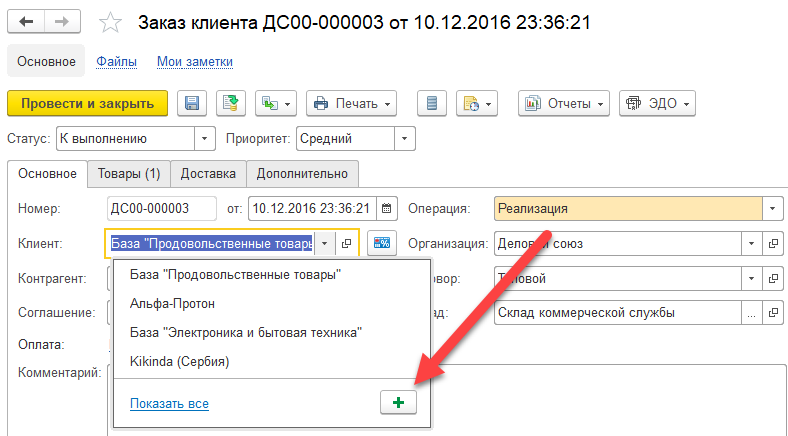 Заказ клиента ДС00-000003 от 10.12.2016 23:36:21
Основное Файлы Мои заметки
Провести и закрыть Печать Отчеты ЭДО
Статус: К выполнению Приоритет: Средний
Основное Товары (1) Доставка Дополнительно
Номер: ДС00-000003 от: 10.12.2016 23:36:21 Операция: Реализация
Клиент: База "Продовольственные товары Организация: Деловой союз
База "Продовольственные товары"
Контрагент: овор: Типовой
Альфа-Протон
Соглашение: ад: Склад коммерческой службы ...
База "Электроника и бытовая техника"
Оплата:
Kikinda (Сербия)
Комментарий:
Показать все